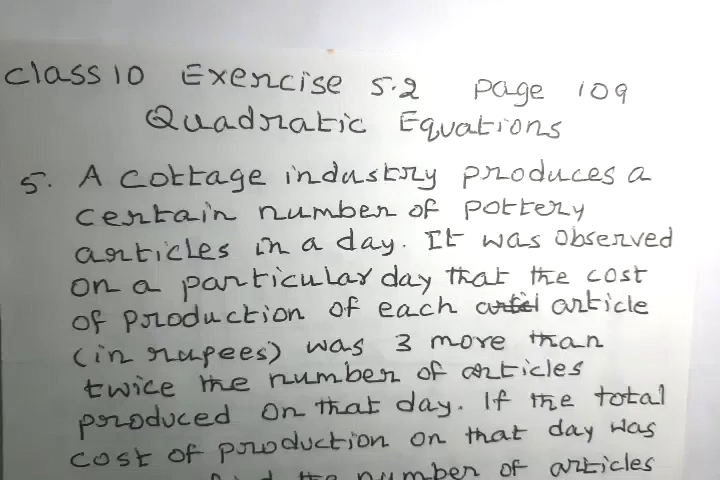 class 10 Exercise 5.2 page 109
Quadratic Equations
5. A cottage industry produces a
certain number of pottery
articles in a day. It was observed
on a particular day that the cost
of production of each article
(in rupees) was 3 more than
twice the number of articles
produced on that day. If the total
cost of production on that day was
number of articles